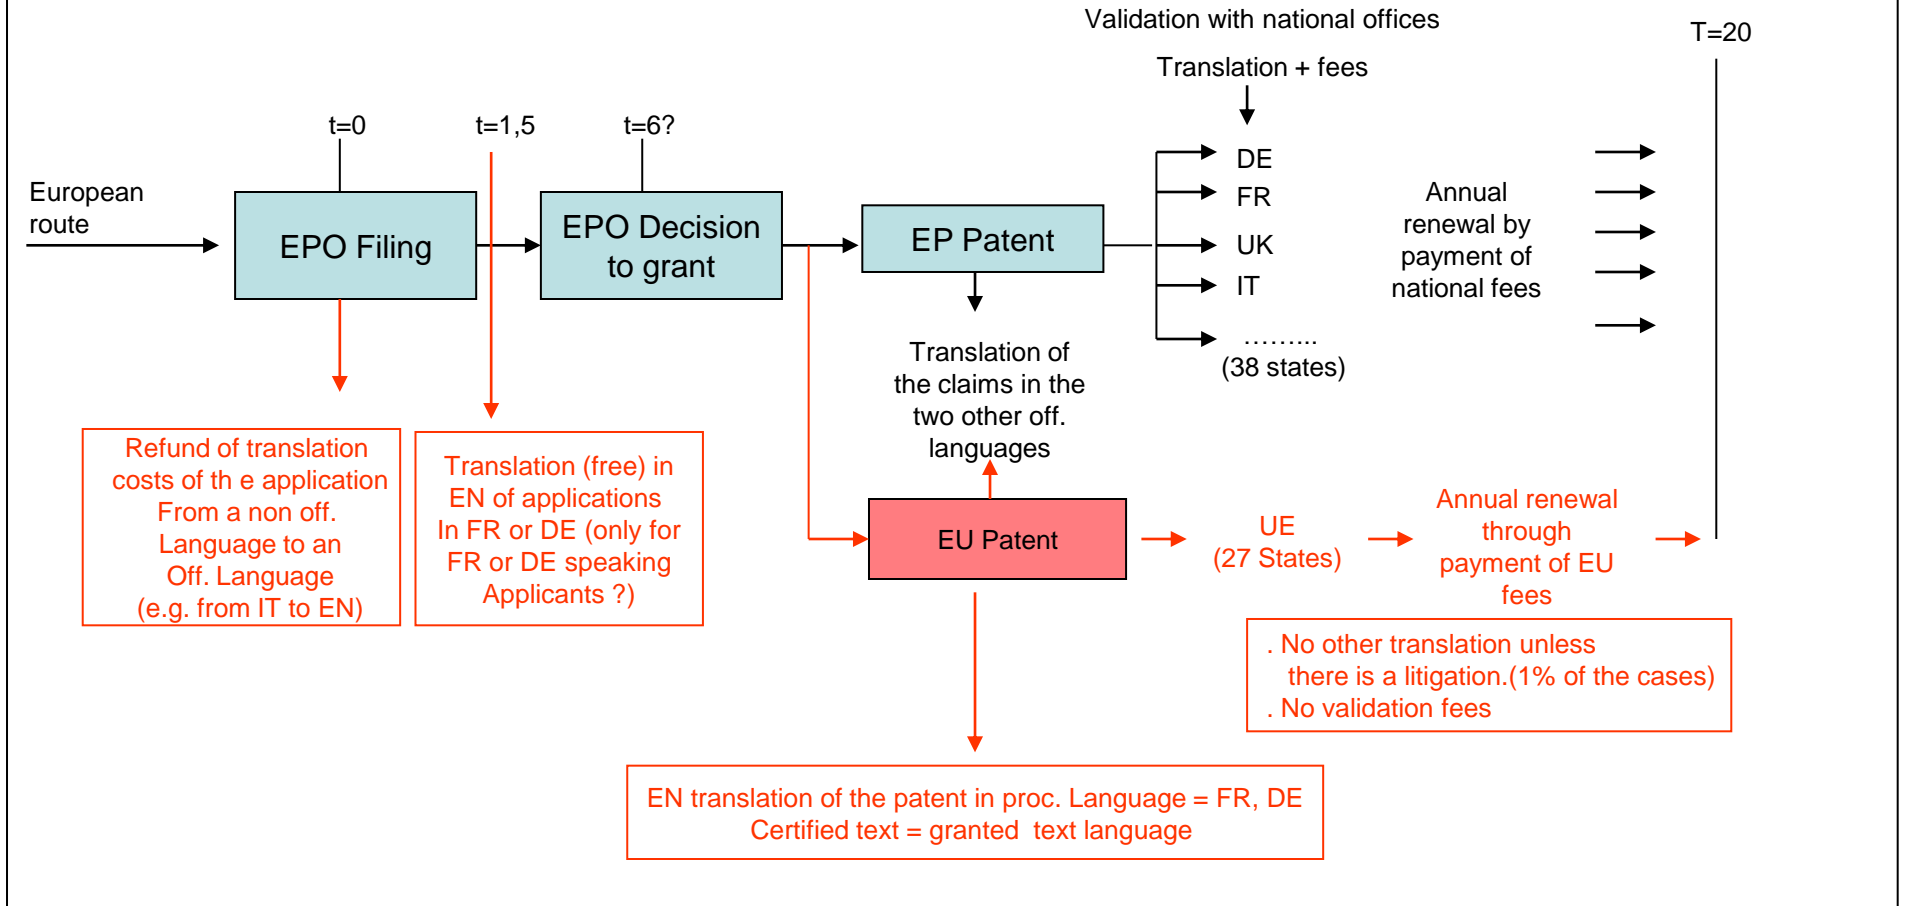 Validation with national offices
T=20
Translation + fees
t=0
t=1,5
t=6?
European
route
EPO Filing
EPO Decision
to grant
EP Patent
DE
FR
UK
IT
……...
(38 states)
Annual
renewal by
payment of
national fees
Translation of
the claims in the
two other off.
languages
Refund of translation
costs of th e application
From a non off.
Language to an
Off. Language
(e.g. from IT to EN)
Translation (free) in
EN of applications
In FR or DE (only for
FR or DE speaking
Applicants ?)
EU Patent
UE
(27 States)
Annual renewal
through
payment of EU
fees
. No other translation unless
there is a litigation.(1% of the cases)
. No validation fees
EN translation of the patent in proc. Language = FR, DE
Certified text = granted  text language